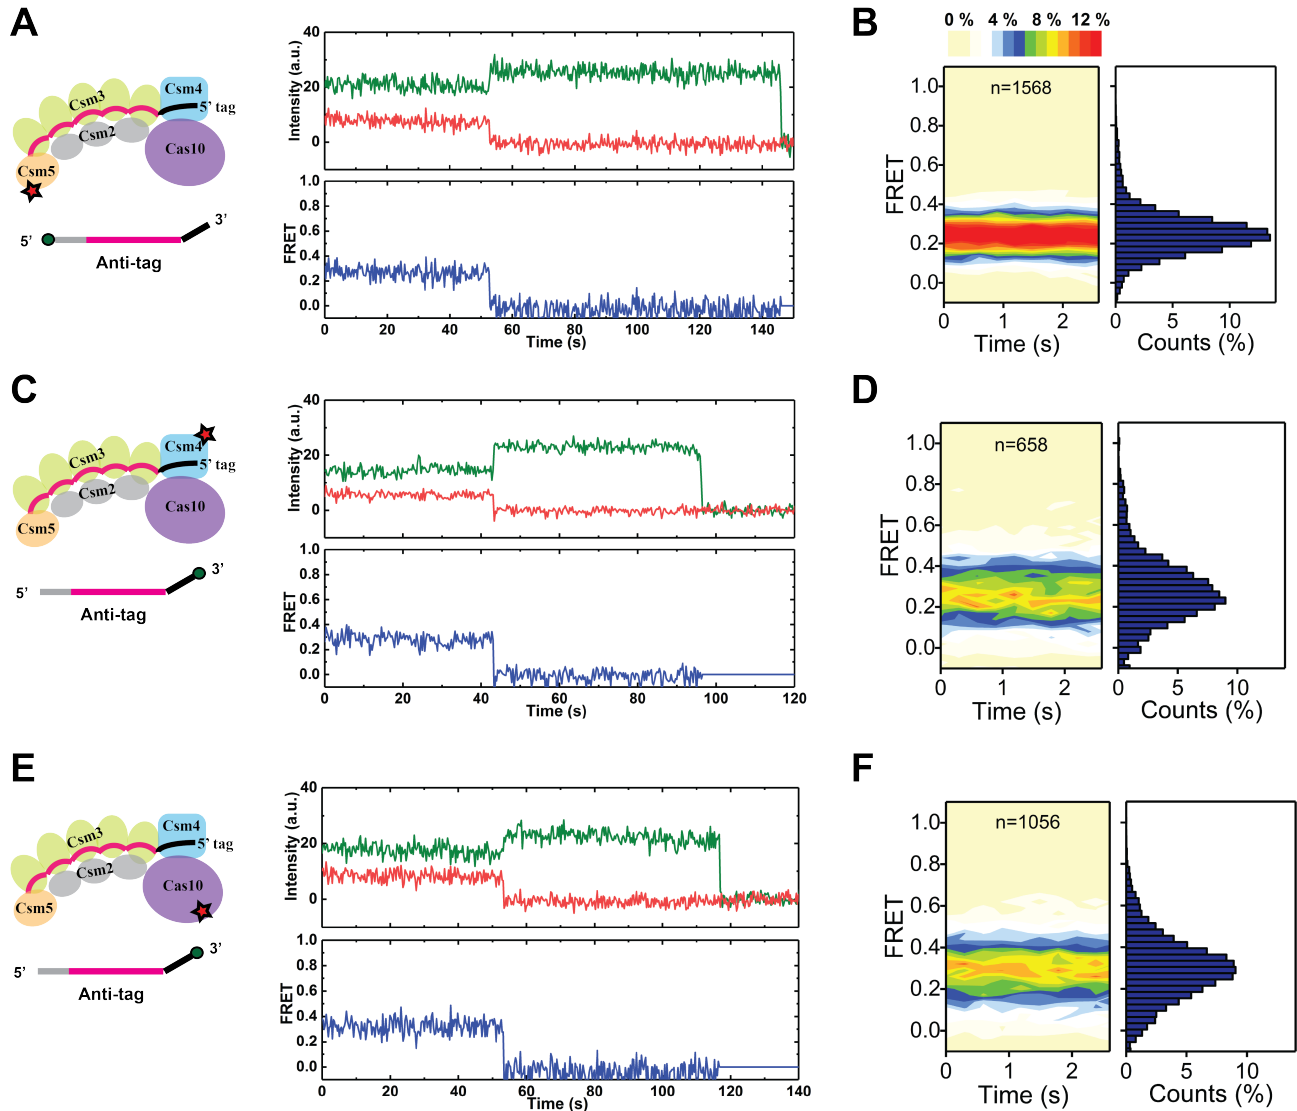 A
Csm3
Csm4
5' tag
Csm2
Cas10
Csm5
5'
3'
Anti-tag
Intensity (a.u.)
40
20
0
FRET
1.0
0.8
0.6
0.4
0.2
0.0
0 20 40 60 80 100 120 140
Time (s)
B
0 % 4 % 8 % 12 %
n=1568
FRET
1.0
0.8
0.6
0.4
0.2
0.0
0 1 2
Time (s)
0 5 10
Counts (%)
C
Csm3
Csm4
5' tag
Csm2
Cas10
Csm5
5'
3'
Anti-tag
Intensity (a.u.)
40
20
0
FRET
1.0
0.8
0.6
0.4
0.2
0.0
0 20 40 60 80 100 120
Time (s)
D
n=658
FRET
1.0
0.8
0.6
0.4
0.2
0.0
0 1 2
Time (s)
0 5 10
Counts (%)
E
Csm3
Csm4
5' tag
Csm2
Cas10
Csm5
5'
3'
Anti-tag
Intensity (a.u.)
40
20
0
FRET
1.0
0.8
0.6
0.4
0.2
0.0
0 20 40 60 80 100 120 140
Time (s)
F
n=1056
FRET
1.0
0.8
0.6
0.4
0.2
0.0
0 1 2
Time (s)
0 5 10
Counts (%)